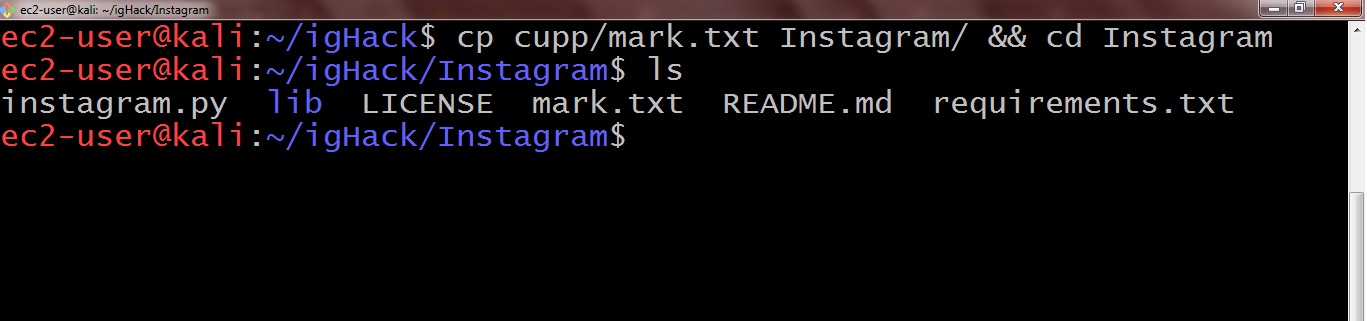 ec2-user@kali: ~/igHack/Instagram
ec2-user@kali:~/igHack$ cp cupp/mark.txt Instagram/ && cd Instagram
ec2-user@kali:~/igHack/Instagram$ ls
instagram.py  lib  LICENSE  mark.txt  README.md  requirements.txt
ec2-user@kali:~/igHack/Instagram$